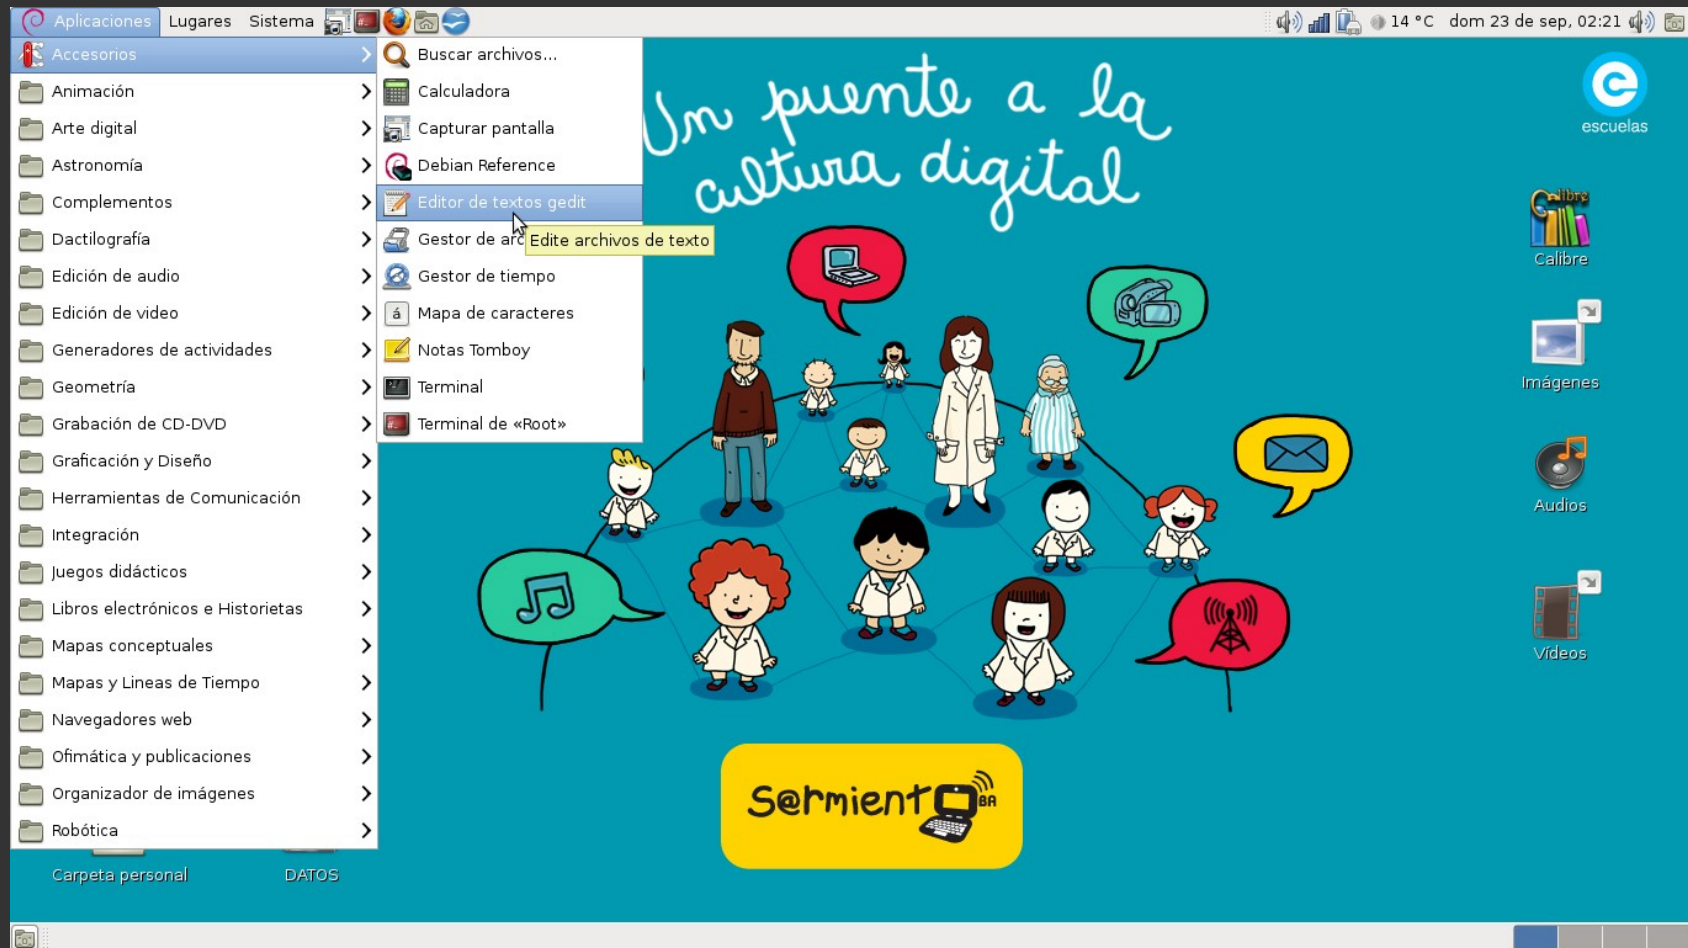 Aplicaciones Lugares Sistema
14 °C dom 23 de sep, 02:21
Accesorios
Animación
Arte digital
Astronomía
Complementos
Dactilografía
Edición de audio
Edición de video
Generadores de actividades
Geometría
Grabación de CD-DVD
Graficación y Diseño
Herramientas de Comunicación
Integración
Juegos didácticos
Libros electrónicos e Historietas
Mapas conceptuales
Mapas y Lineas de Tiempo
Navegadores web
Ofimática y publicaciones
Organizador de imágenes
Robótica
Buscar archivos...
Calculadora
Capturar pantalla
Debian Reference
Editor de textos gedit
Gestor de arc
Edite archivos de texto
Gestor de tiempo
á Mapa de caracteres
Notas Tomboy
Terminal
Terminal de «Root»
Un puente a la
cultura digital
escuelas
Calibre
Calibre
Imágenes
Audios
Vídeos
S@rmiento BA
Carpeta personal
DATOS